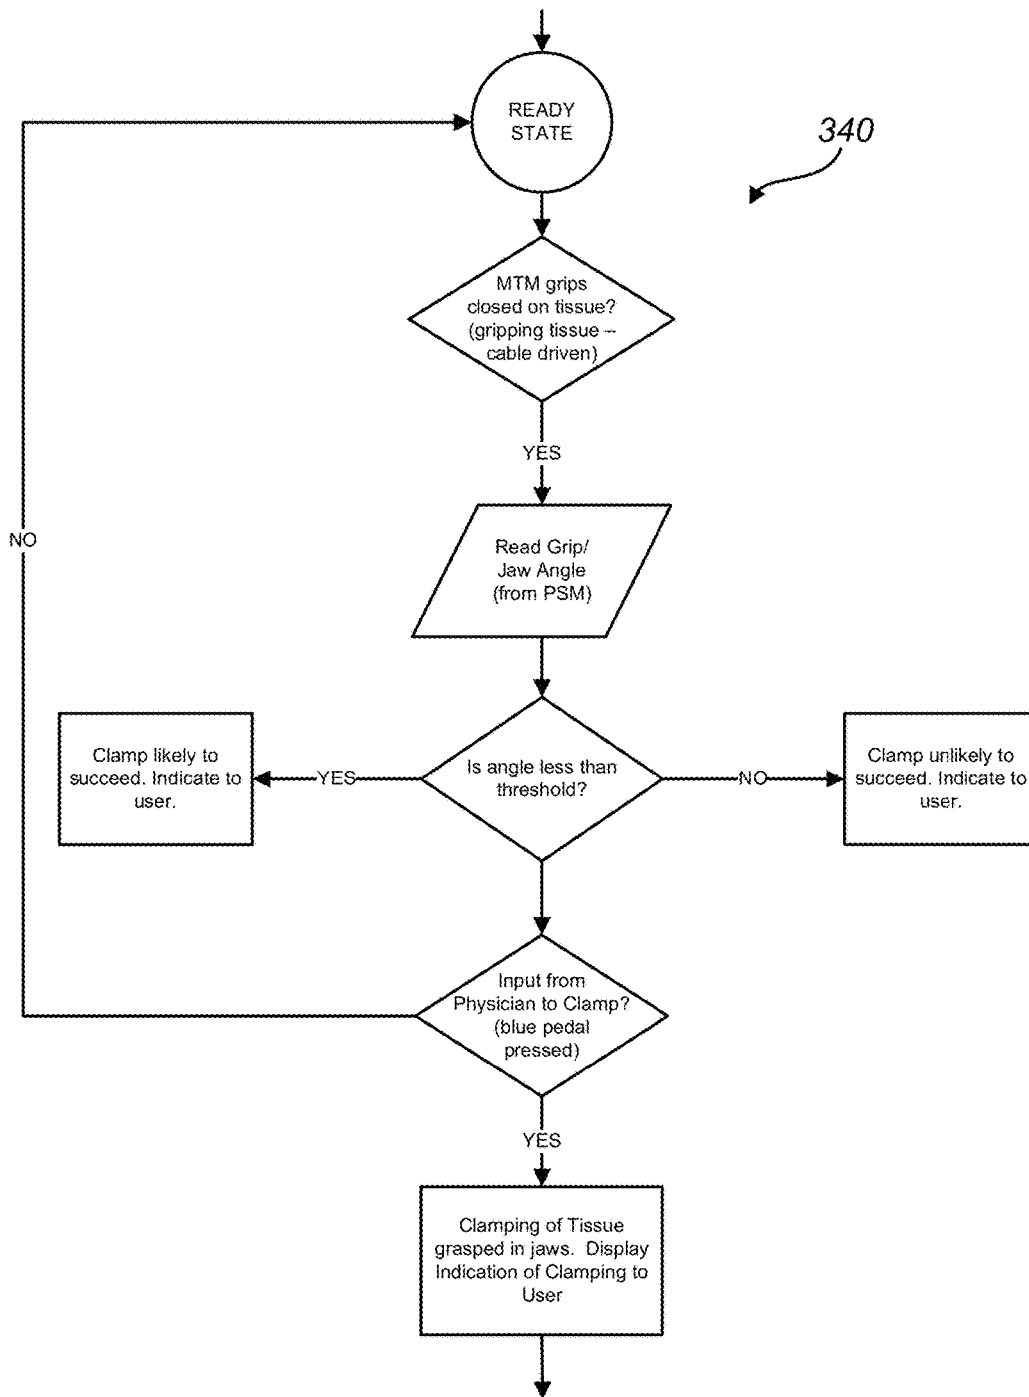 READY
STATE
340
MTM grips
closed on tissue?
(gripping tissue –
cable driven)
YES
Read Grip/
Jaw Angle
(from PSM)
NO
Clamp likely to
succeed. Indicate to
user.
YES
Is angle less than
threshold?
NO
Clamp unlikely to
succeed. Indicate to
user.
Input from
Physician to Clamp?
(blue pedal
pressed)
YES
Clamping of Tissue
grasped in jaws.  Display
Indication of Clamping to
User